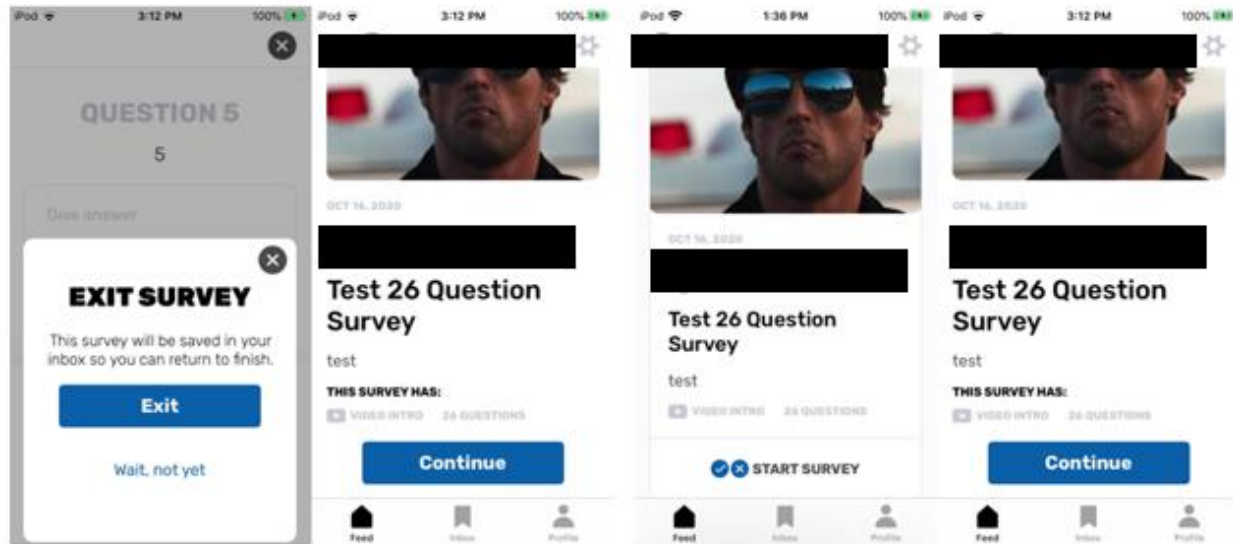 iPod 3:12 PM 100%
QUESTION 5
5
Give answer
EXIT SURVEY
This survey will be saved in your
inbox so you can return to finish.
Exit
Wait, not yet
iPod 3:12 PM 100%
OCT 16, 2020
Test 26 Question
Survey
test
THIS SURVEY HAS:
VIDEO INTRO 26 QUESTIONS
Continue
Feed Inbox Profile
iPod 1:36 PM 100%
OCT 16, 2020
Test 26 Question
Survey
test
VIDEO INTRO 26 QUESTIONS
START SURVEY
Feed Inbox Profile
iPod 3:12 PM 100%
OCT 16, 2020
Test 26 Question
Survey
test
THIS SURVEY HAS:
VIDEO INTRO 26 QUESTIONS
Continue
Feed Inbox Profile